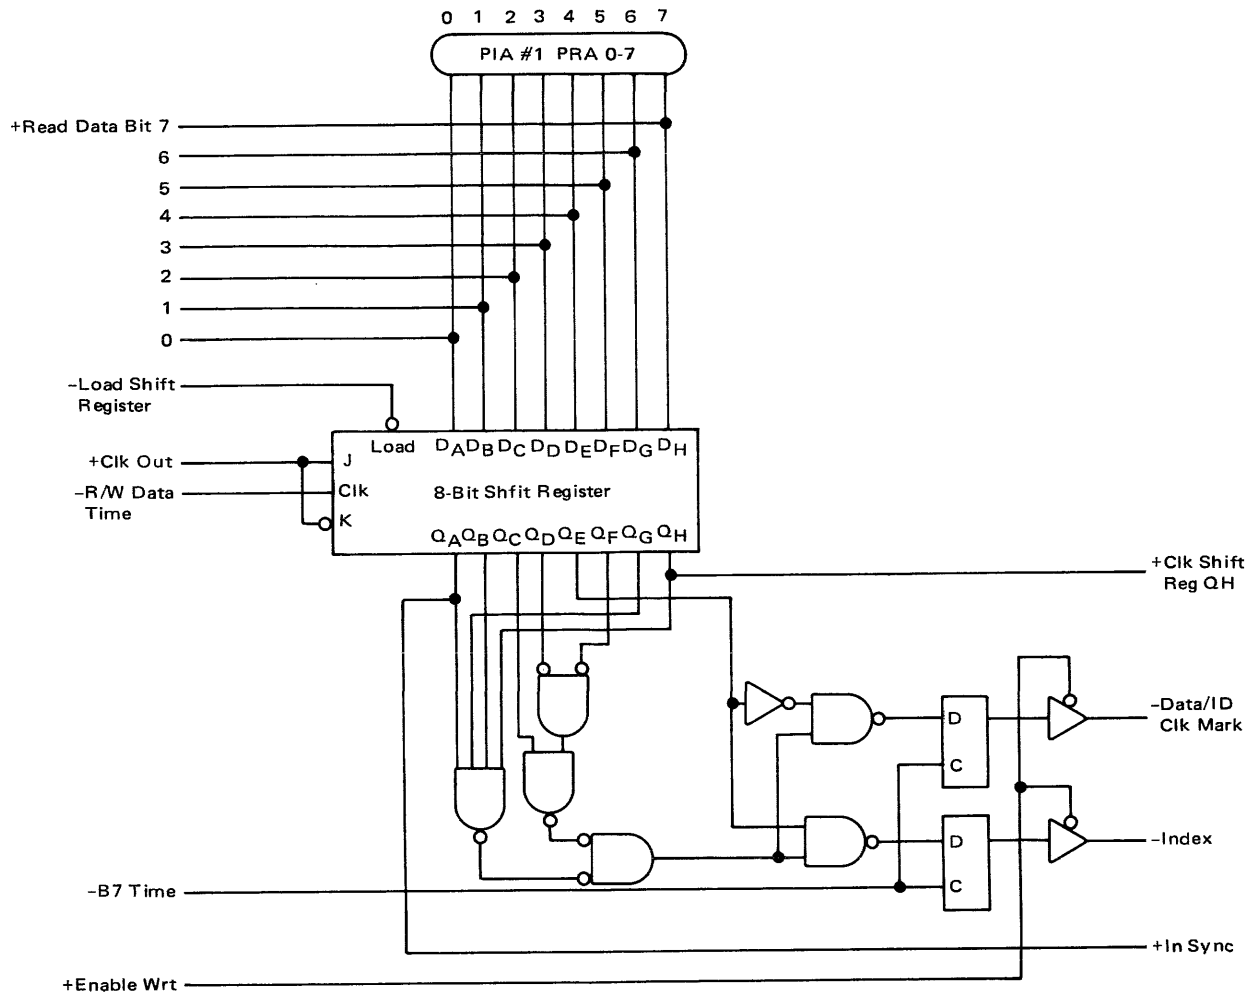 0 1 2 3 4 5 6 7
PIA #1 PRA 0-7
+Read Data Bit 7
6
5
4
3
2
1
0
–Load Shift
Register
Load DA DB DC DD DE DF DG DH
+Clk Out
J
–R/W Data
Time
Clk
8-Bit Shfit Register
K
QA QB QC QD QE QF QG QH
+Clk Shift
Reg QH
D
C
–Data/ID
Clk Mark
D
C
–Index
–B7 Time
+In Sync
+Enable Wrt